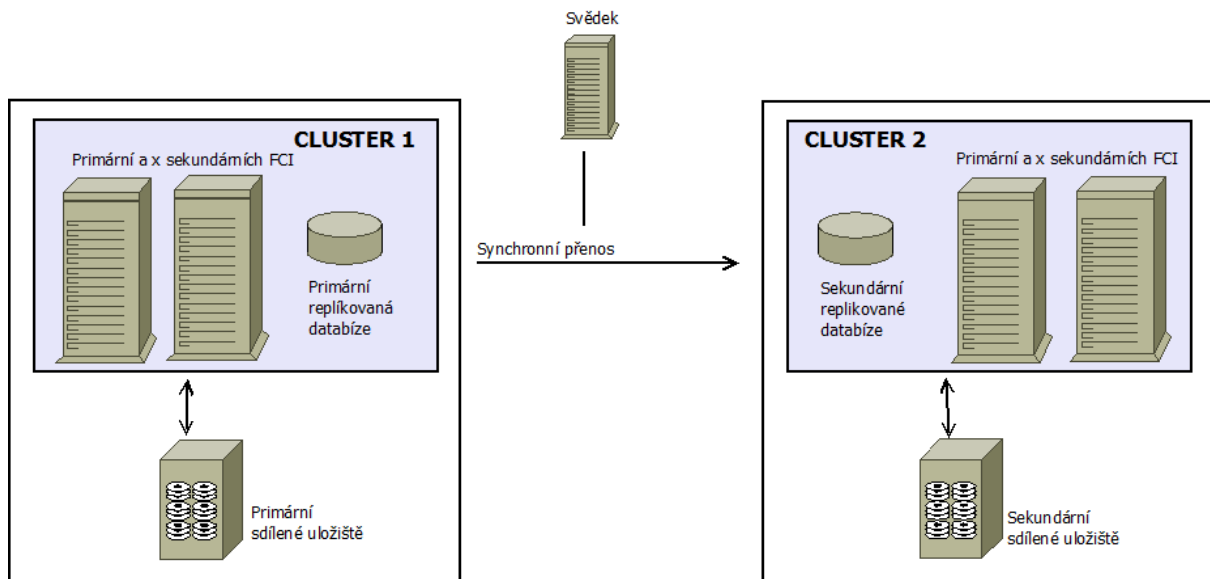 Svědek
CLUSTER 1
Primární a x sekundárních FCI
Primární
replíkovaná
databíze
Primární
sdílené uložiště
Synchronní přenos
CLUSTER 2
Primární a x sekundárních FCI
Sekundární
replikované
databíze
Sekundární
sdílené uložiště